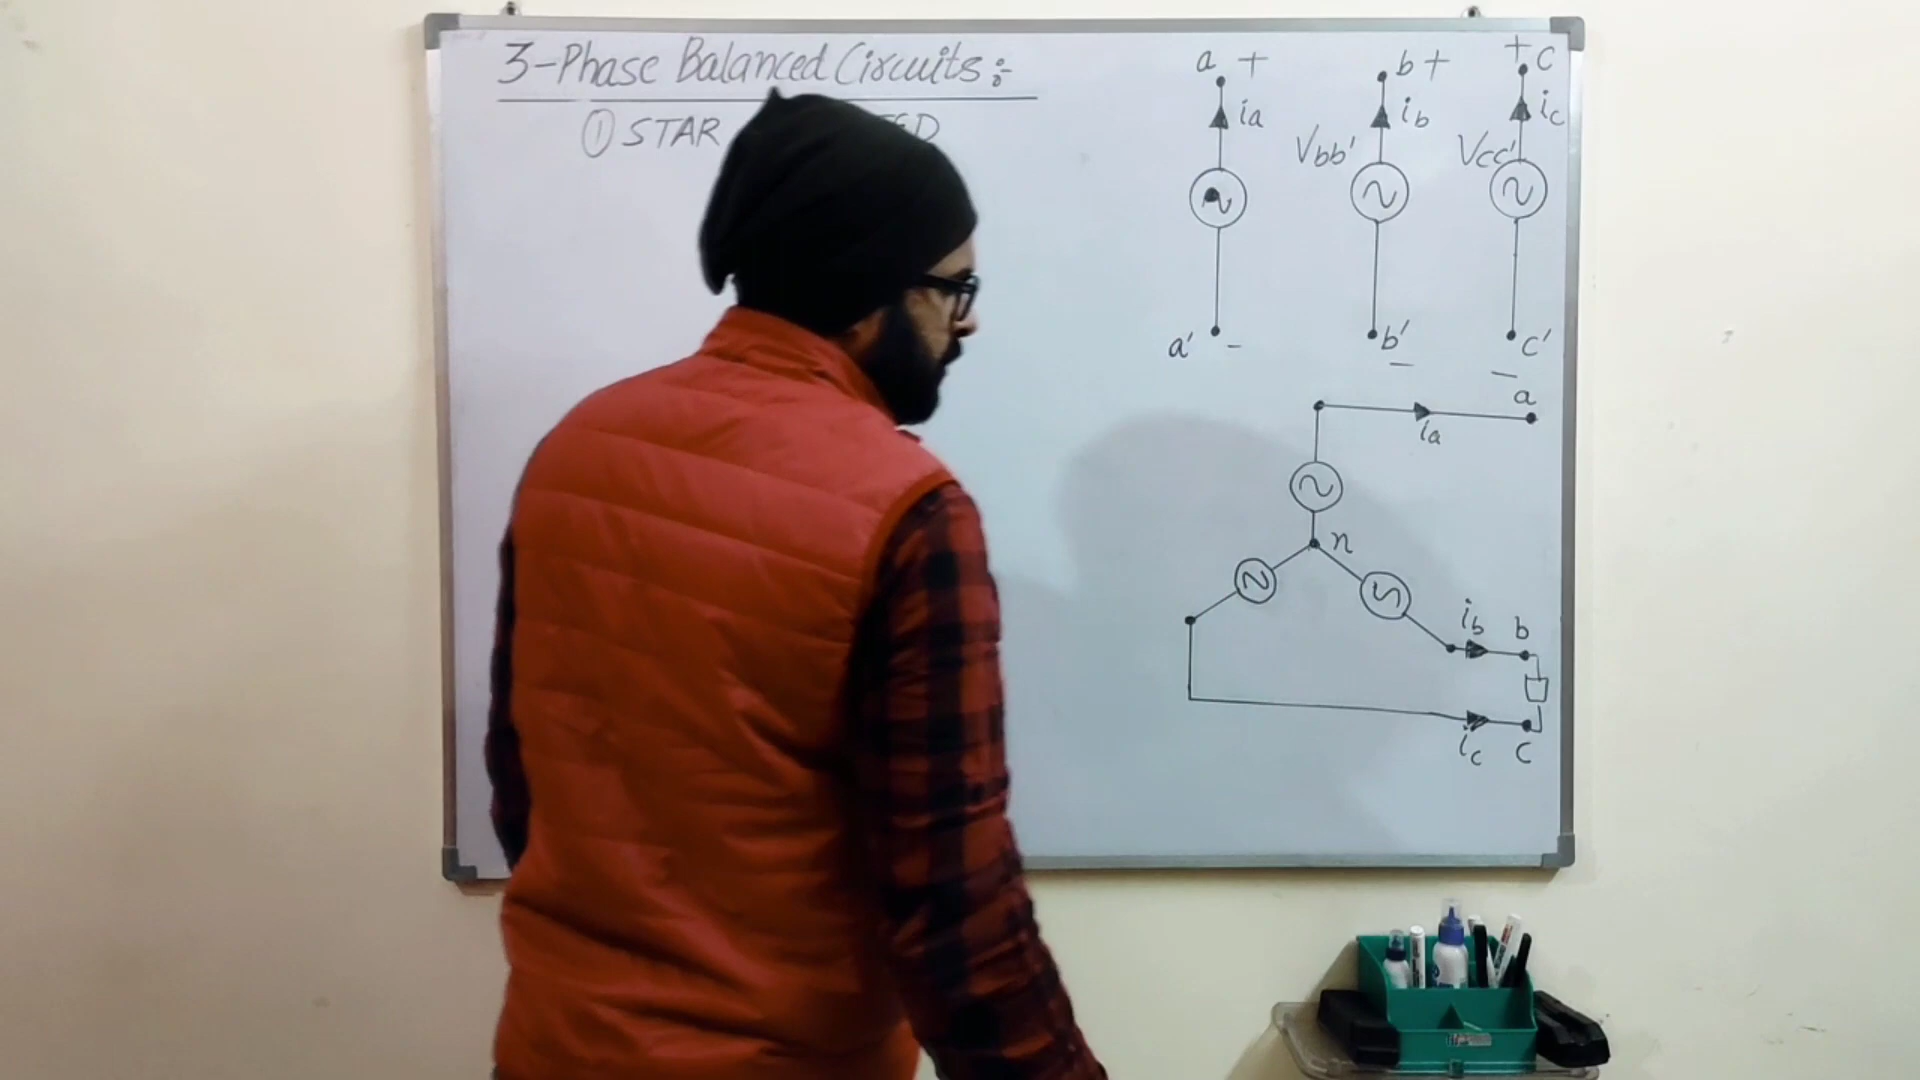 3-Phase Balanced Circuits:-
① STAR
a + b + + c
ia ib ic
Vbb' Vcc'
a' - b' - c' -
a
ia
n
ib b
ic c